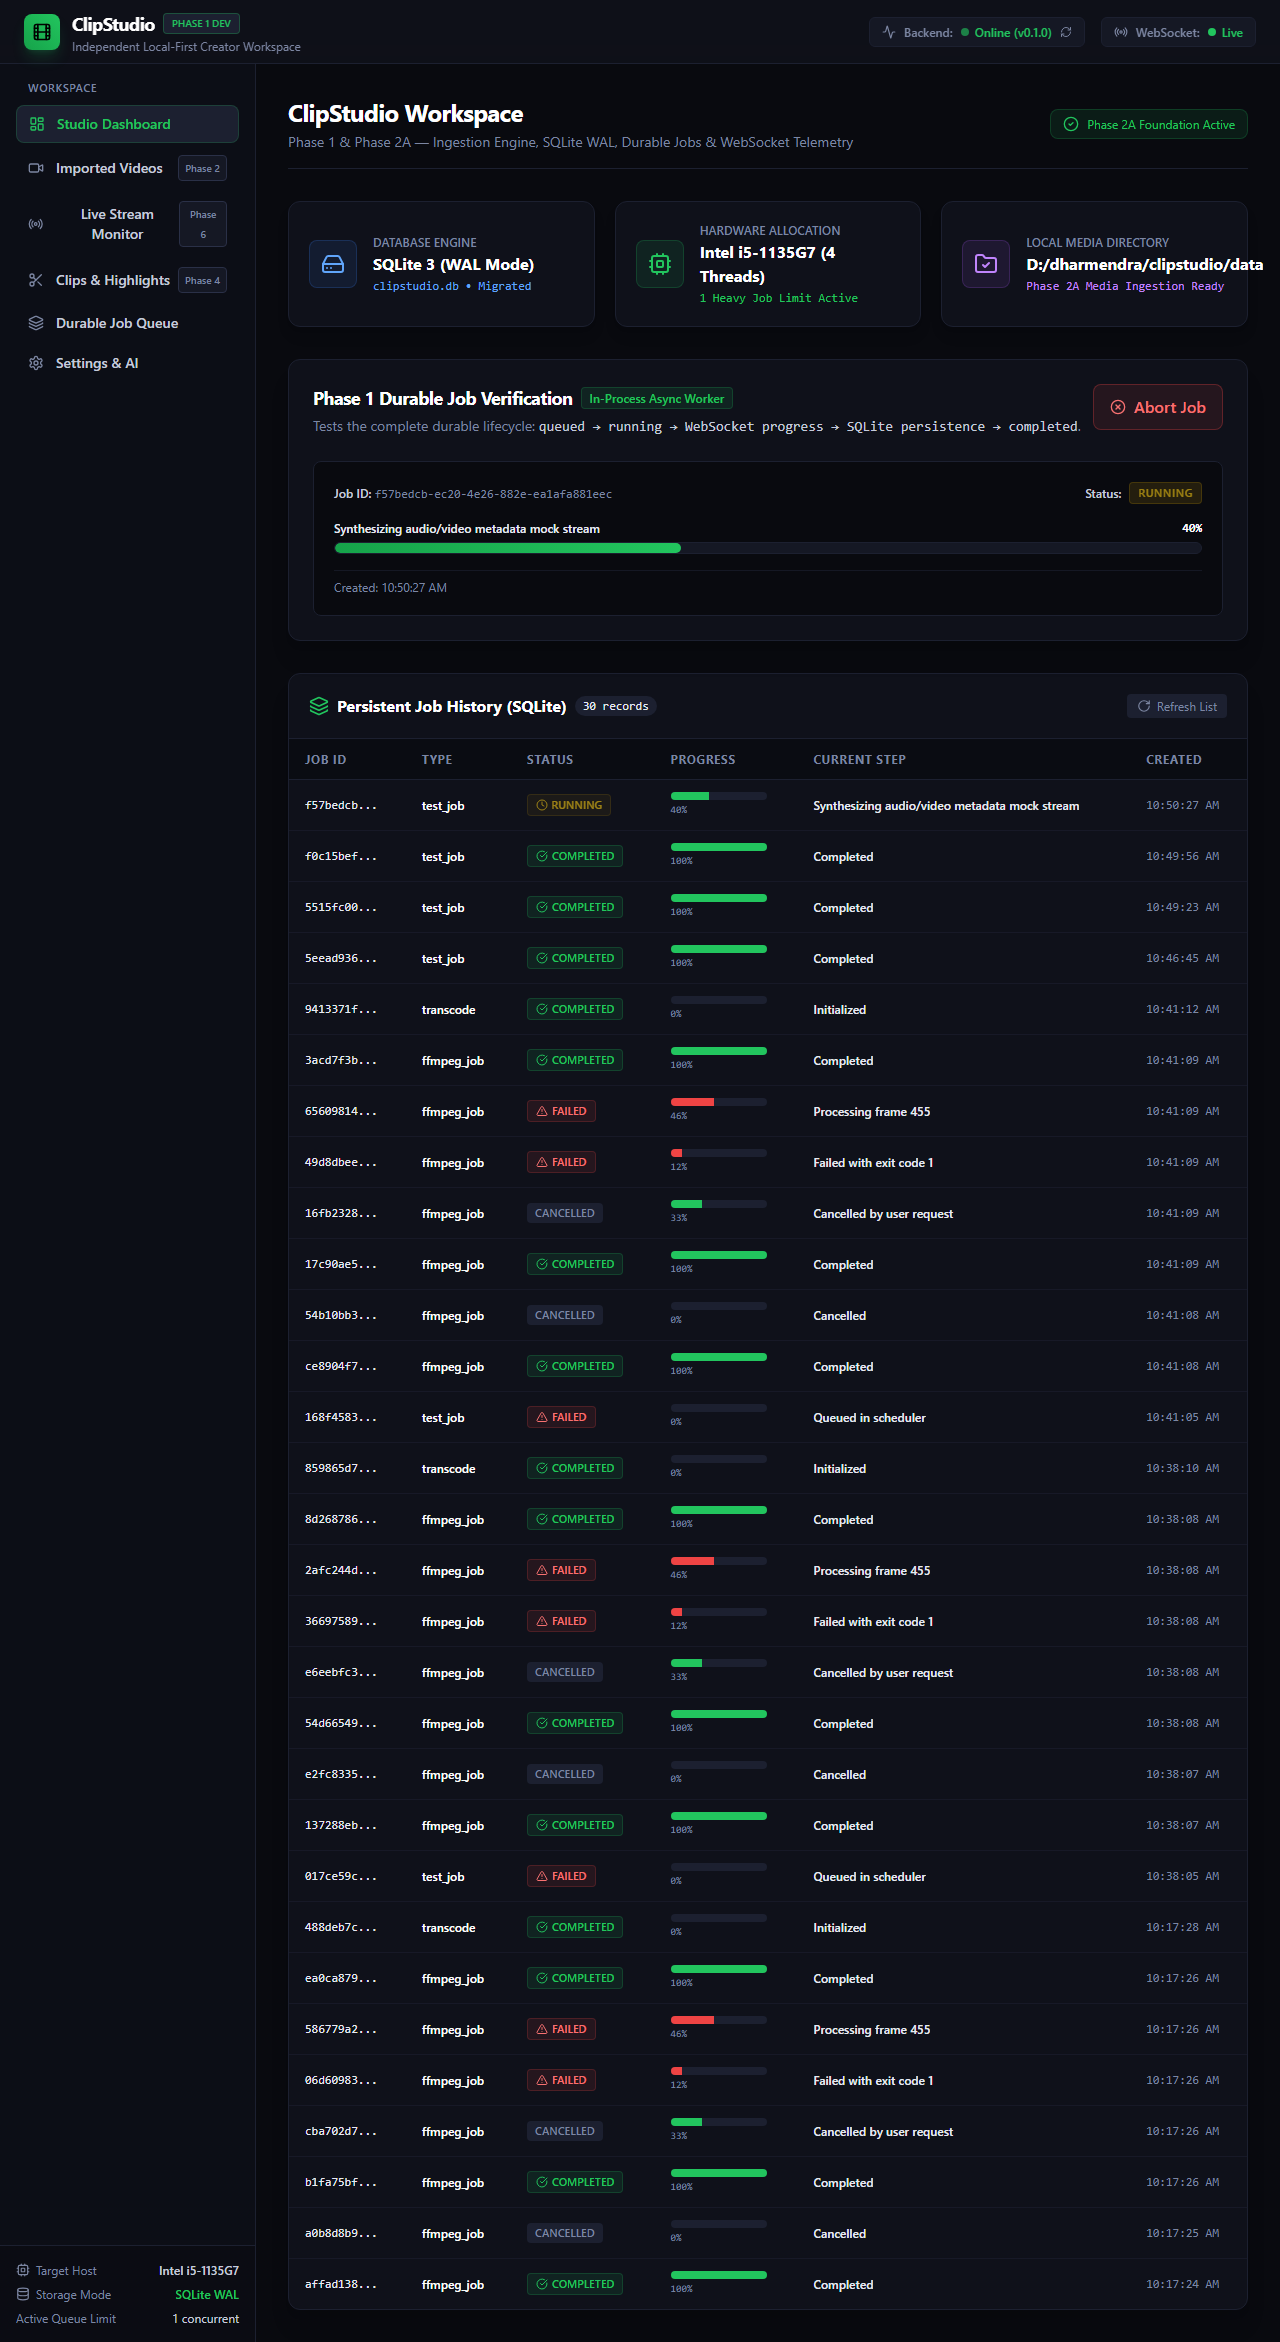 ClipStudio PHASE 1 DEV
Independent Local-First Creator Workspace
Backend: Online (v0.1.0)
WebSocket: Live
WORKSPACE
Studio Dashboard
Imported Videos Phase 2
Live Stream Monitor Phase 6
Clips & Highlights Phase 4
Durable Job Queue
Settings & AI
ClipStudio Workspace
Phase 1 & Phase 2A — Ingestion Engine, SQLite WAL, Durable Jobs & WebSocket Telemetry
Phase 2A Foundation Active
DATABASE ENGINE
SQLite 3 (WAL Mode)
clipstudio.db • Migrated
HARDWARE ALLOCATION
Intel i5-1135G7 (4
Threads)
1 Heavy Job Limit Active
LOCAL MEDIA DIRECTORY
D:/dharmendra/clipstudio/data
Phase 2A Media Ingestion Ready
Phase 1 Durable Job Verification In-Process Async Worker
Tests the complete durable lifecycle: queued → running → WebSocket progress → SQLite persistence → completed.
Abort Job
Job ID: f57bedcb-ec20-4e26-882e-ea1afa881eec
Status: RUNNING
Synthesizing audio/video metadata mock stream 40%
Created: 10:50:27 AM
Persistent Job History (SQLite) 30 records
Refresh List
JOB ID TYPE STATUS PROGRESS CURRENT STEP CREATED
f57bedcb... test_job RUNNING 40% Synthesizing audio/video metadata mock stream 10:50:27 AM
f0c15bef... test_job COMPLETED 100% Completed 10:49:56 AM
5515fc00... test_job COMPLETED 100% Completed 10:49:23 AM
5eead936... test_job COMPLETED 100% Completed 10:46:45 AM
9413371f... transcode COMPLETED 0% Initialized 10:41:12 AM
3acd7f3b... ffmpeg_job COMPLETED 100% Completed 10:41:09 AM
65609814... ffmpeg_job FAILED 46% Processing frame 455 10:41:09 AM
49d8dbee... ffmpeg_job FAILED 12% Failed with exit code 1 10:41:09 AM
16fb2328... ffmpeg_job CANCELLED 33% Cancelled by user request 10:41:09 AM
17c90ae5... ffmpeg_job COMPLETED 100% Completed 10:41:09 AM
54b10bb3... ffmpeg_job CANCELLED 0% Cancelled 10:41:08 AM
ce8904f7... ffmpeg_job COMPLETED 100% Completed 10:41:08 AM
168f4583... test_job FAILED 0% Queued in scheduler 10:41:05 AM
859865d7... transcode COMPLETED 0% Initialized 10:38:10 AM
8d268786... ffmpeg_job COMPLETED 100% Completed 10:38:08 AM
2afc244d... ffmpeg_job FAILED 46% Processing frame 455 10:38:08 AM
36697589... ffmpeg_job FAILED 12% Failed with exit code 1 10:38:08 AM
e6eebfc3... ffmpeg_job CANCELLED 33% Cancelled by user request 10:38:08 AM
54d66549... ffmpeg_job COMPLETED 100% Completed 10:38:08 AM
e2fc8335... ffmpeg_job CANCELLED 0% Cancelled 10:38:07 AM
137288eb... ffmpeg_job COMPLETED 100% Completed 10:38:07 AM
017ce59c... test_job FAILED 0% Queued in scheduler 10:38:05 AM
488deb7c... transcode COMPLETED 0% Initialized 10:17:28 AM
ea0ca879... ffmpeg_job COMPLETED 100% Completed 10:17:26 AM
586779a2... ffmpeg_job FAILED 46% Processing frame 455 10:17:26 AM
06d60983... ffmpeg_job FAILED 12% Failed with exit code 1 10:17:26 AM
cba702d7... ffmpeg_job CANCELLED 33% Cancelled by user request 10:17:26 AM
b1fa75bf... ffmpeg_job COMPLETED 100% Completed 10:17:26 AM
a0b8d8b9... ffmpeg_job CANCELLED 0% Cancelled 10:17:25 AM
affad138... ffmpeg_job COMPLETED 100% Completed 10:17:24 AM
Target Host Intel i5-1135G7
Storage Mode SQLite WAL
Active Queue Limit 1 concurrent